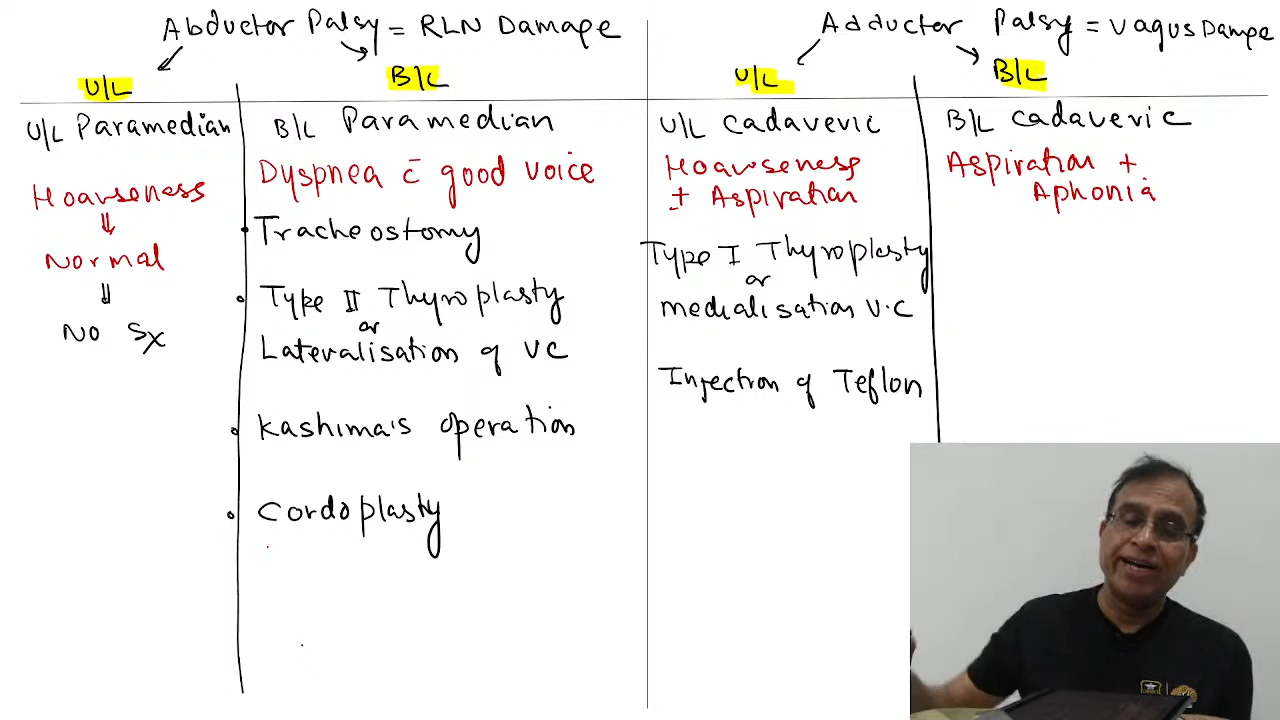 Abductor Palsy = RLN Damage
U/L
B/L
U/L Paramedian
Hoarseness
⇓
Normal
⇓
No Sx
B/L Paramedian
Dyspnea c̄ good voice
Tracheostomy
Type II Thyroplasty
or
Lateralisation of VC
Kashima's operation
Cordoplasty
Adductor Palsy = Vagus Damge
U/L
B/L
U/L cadaveric
Hoarseness
± Aspiration
Type I Thyroplasty
or
medialisation V.C
Injection of Teflon
B/L cadaveric
Aspiration +
Aphonia